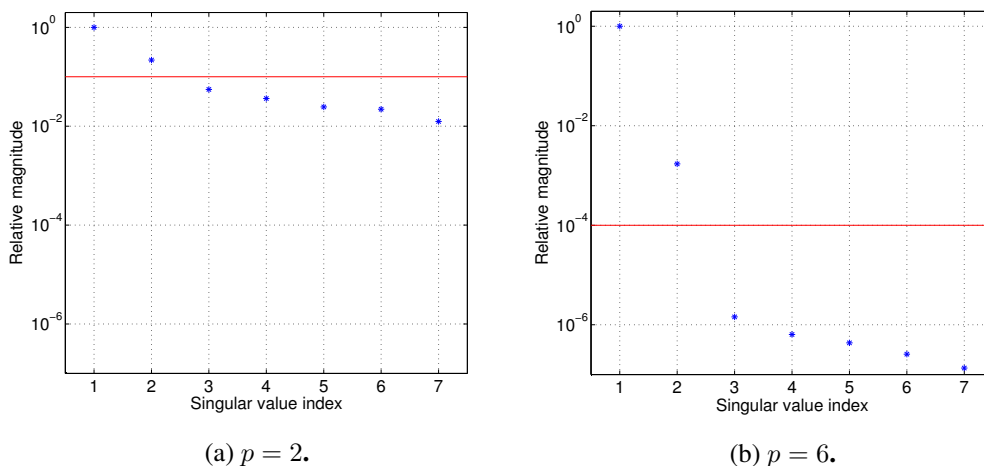 10^0
10^−2
10^−4
10^−6
Relative magnitude
1 2 3 4 5 6 7
Singular value index
(a) p = 2.
10^0
10^−2
10^−4
10^−6
Relative magnitude
1 2 3 4 5 6 7
Singular value index
(b) p = 6.